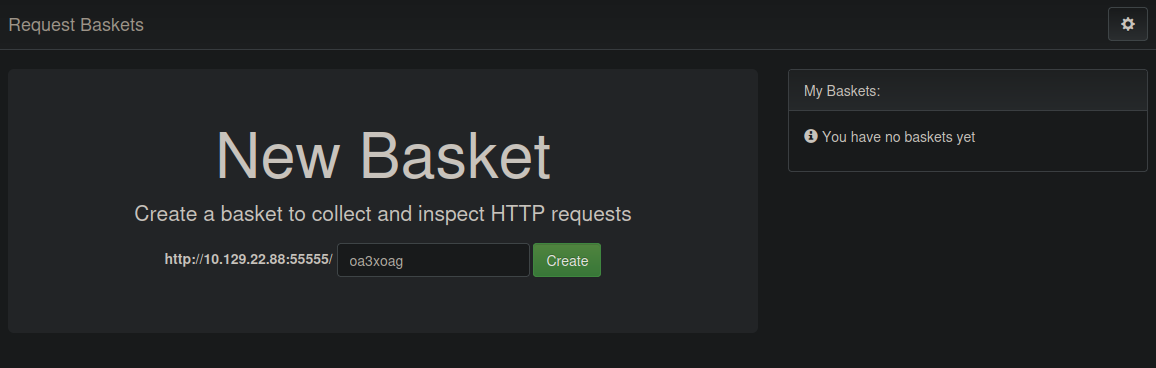 Request Baskets
New Basket
Create a basket to collect and inspect HTTP requests
http://10.129.22.88:55555/ oa3xoag Create
My Baskets:
You have no baskets yet